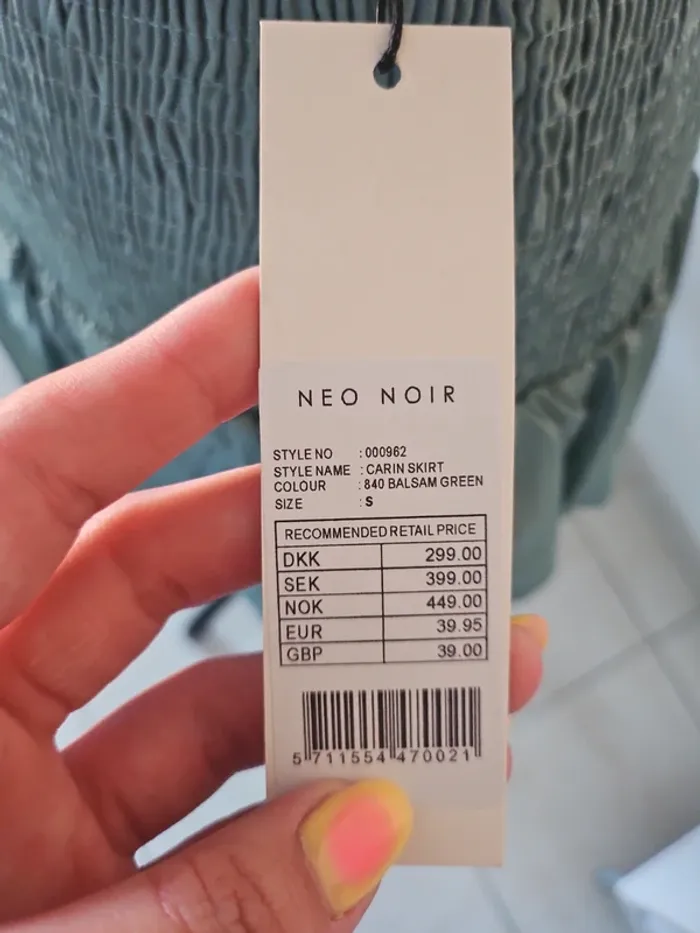 NEO NOIR
STYLE NO : 000962
STYLE NAME : CARIN SKIRT
COLOUR : 840 BALSAM GREEN
SIZE : S
RECOMMENDED RETAIL PRICE
DKK 299.00
SEK 399.00
NOK 449.00
EUR 39.95
GBP 39.00
5 711554 470021